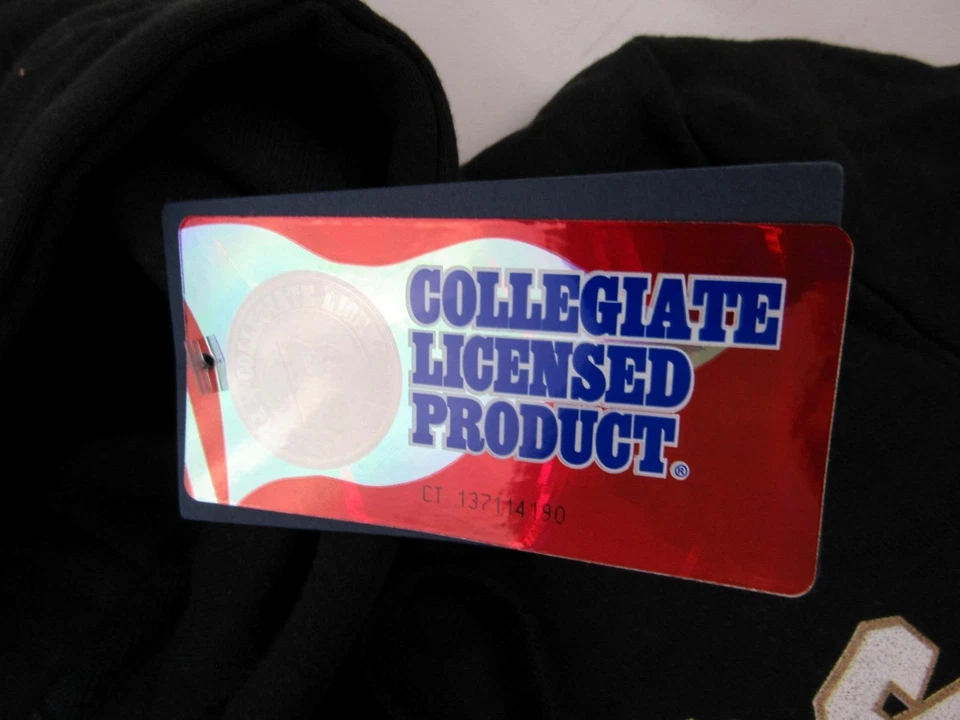 COLLEGIATE
LICENSED
PRODUCT®
CT 137114190